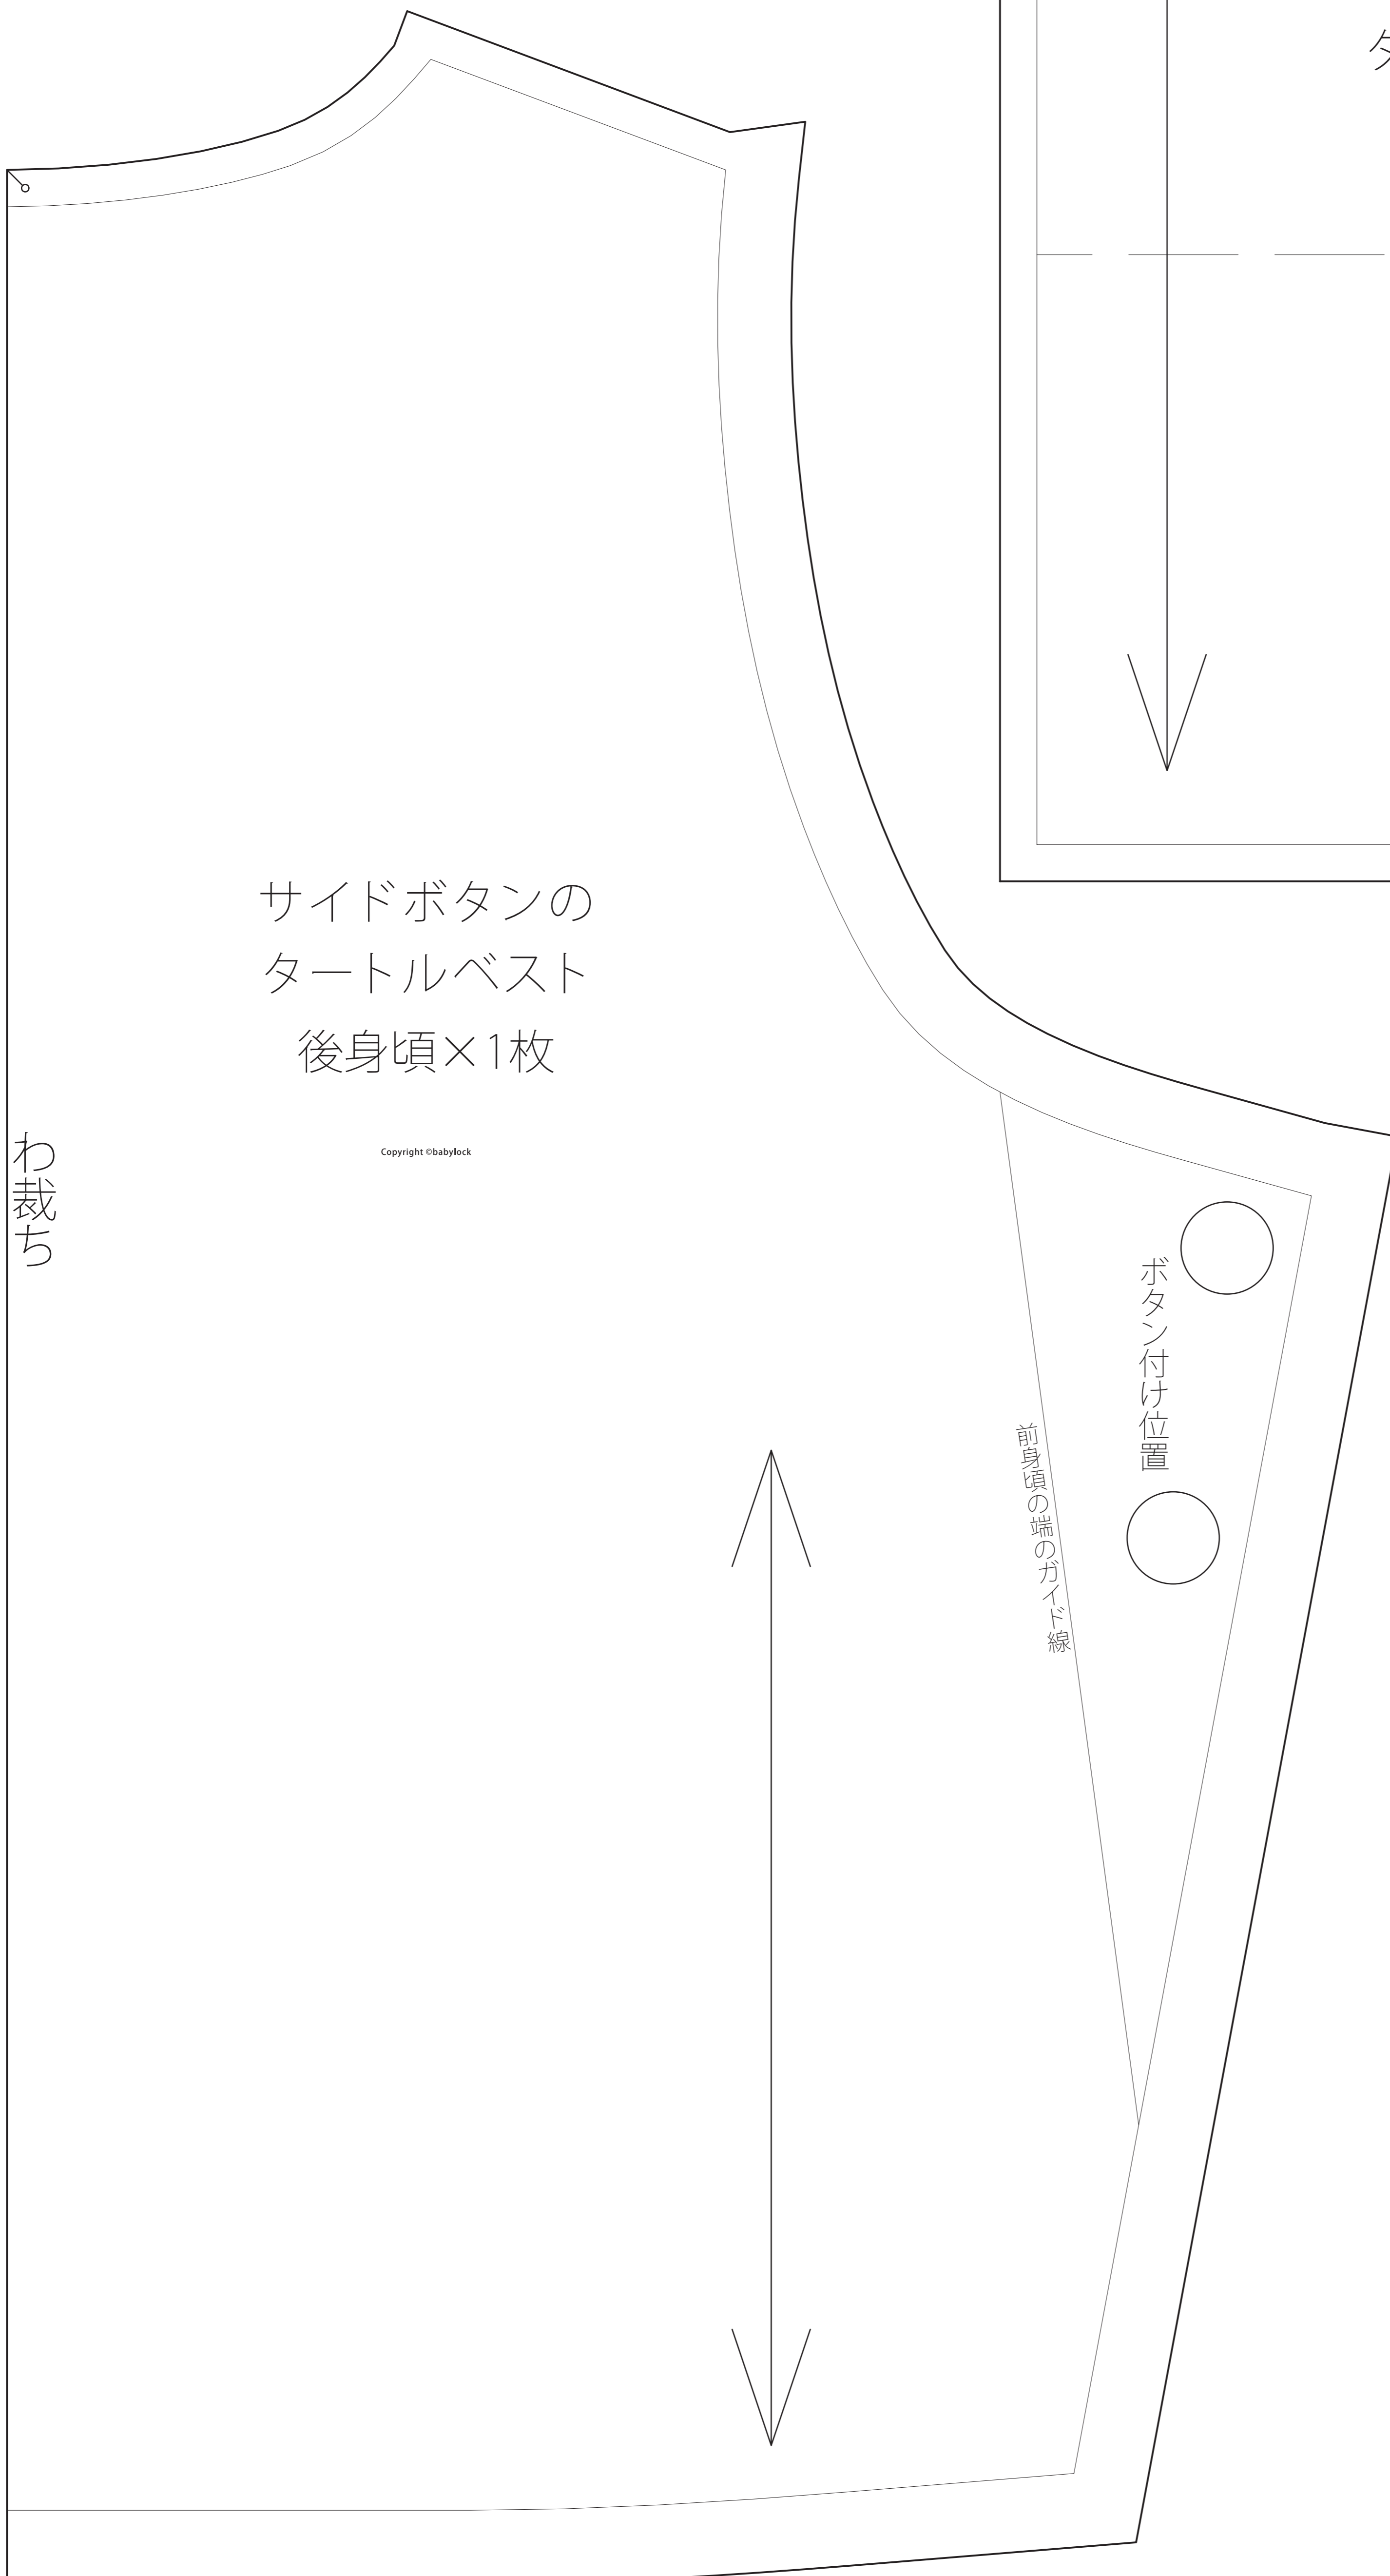 サイドボタンの
タートルベスト
後身頃×1枚
Copyright ©babylock
わ裁ち
ボタン付け位置
前身頃の端のガイド線